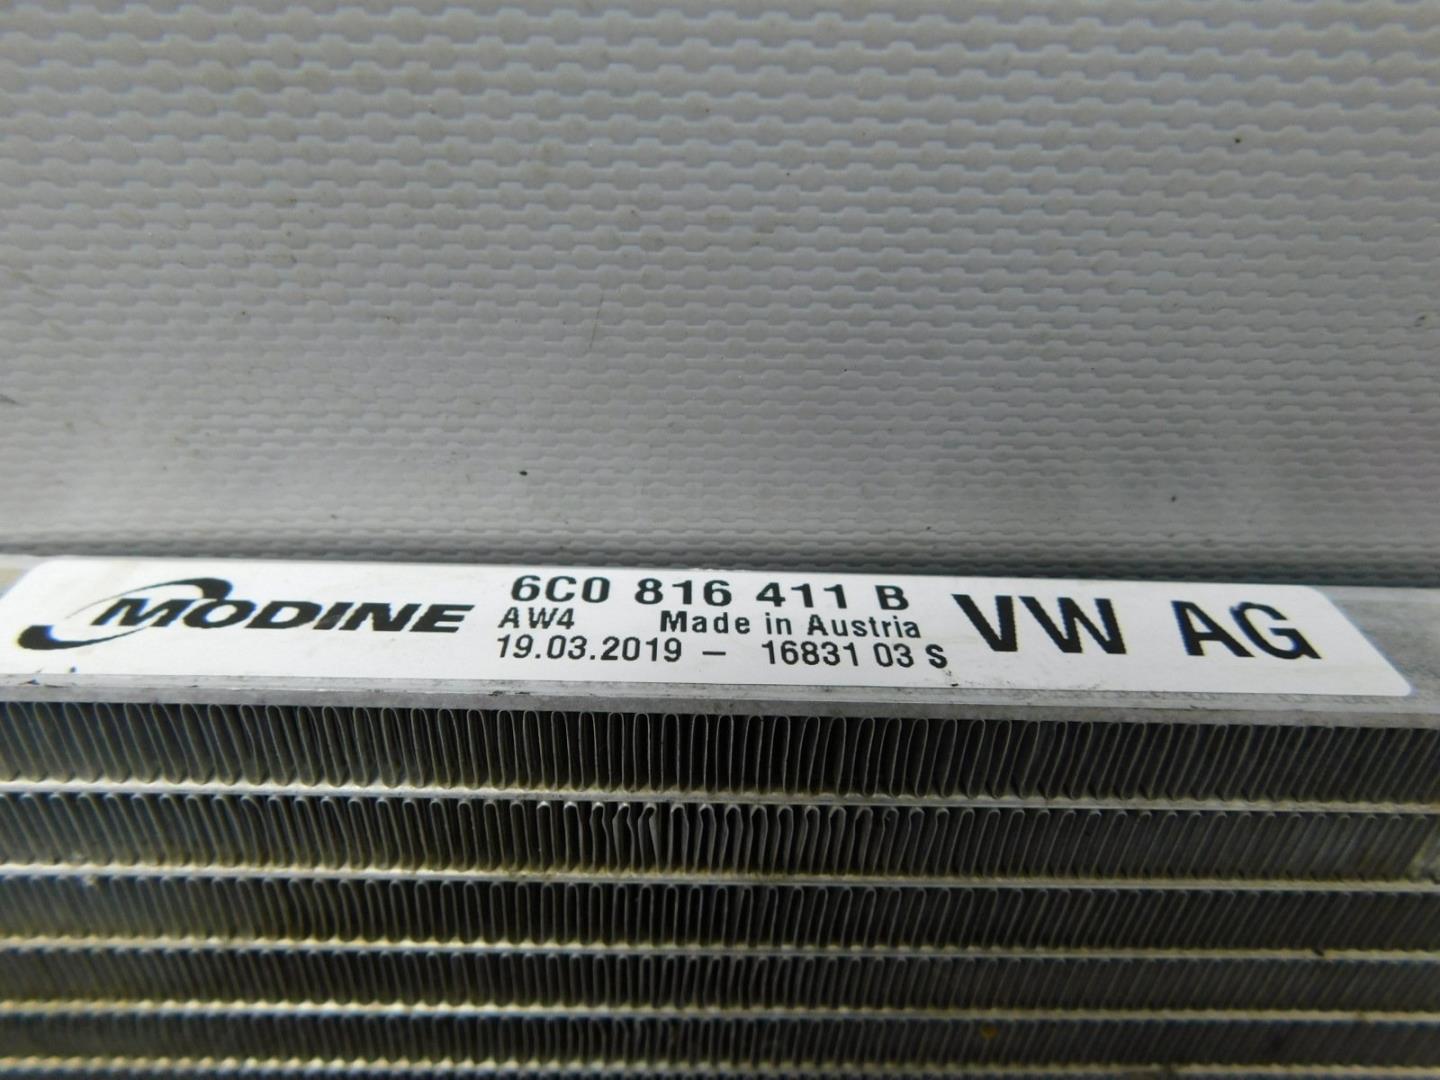 MODINE
6C0 816 411 B
AW4 Made in Austria
19.03.2019 – 16831 03 S
VW AG